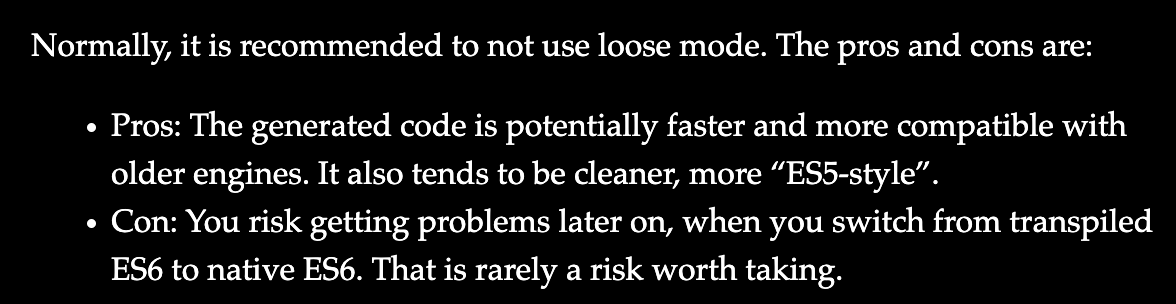 Normally, it is recommended to not use loose mode. The pros and cons are:
• Pros: The generated code is potentially faster and more compatible with
older engines. It also tends to be cleaner, more “ES5-style”.
• Con: You risk getting problems later on, when you switch from transpiled
ES6 to native ES6. That is rarely a risk worth taking.